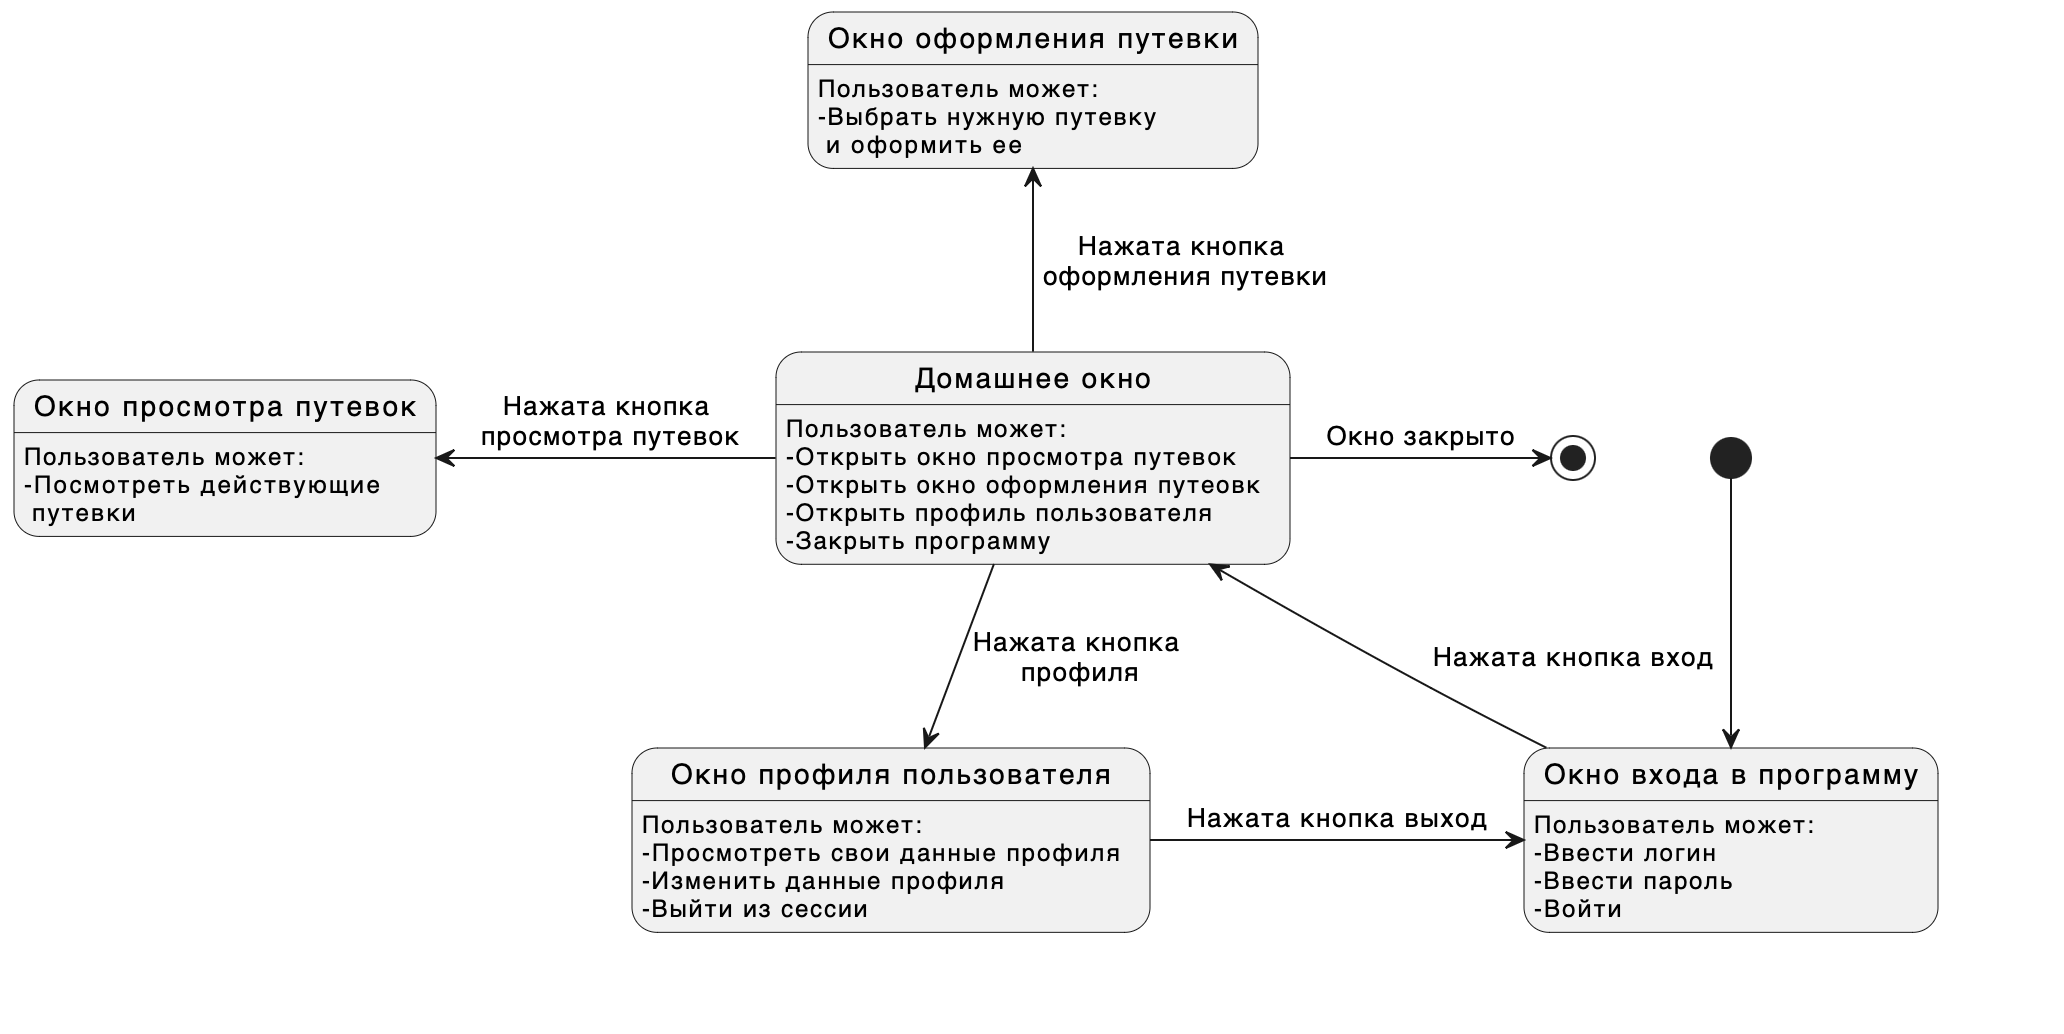 Окно оформления путевки
Пользователь может:
-Выбрать нужную путевку
и оформить ее
Нажата кнопка
оформления путевки
Окно просмотра путевок
Пользователь может:
-Посмотреть действующие
путевки
Нажата кнопка
просмотра путевок
Домашнее окно
Пользователь может:
-Открыть окно просмотра путевок
-Открыть окно оформления путеовк
-Открыть профиль пользователя
-Закрыть программу
Окно закрыто
Нажата кнопка
профиля
Нажата кнопка вход
Окно профиля пользователя
Пользователь может:
-Просмотреть свои данные профиля
-Изменить данные профиля
-Выйти из сессии
Нажата кнопка выход
Окно входа в программу
Пользователь может:
-Ввести логин
-Ввести пароль
-Войти